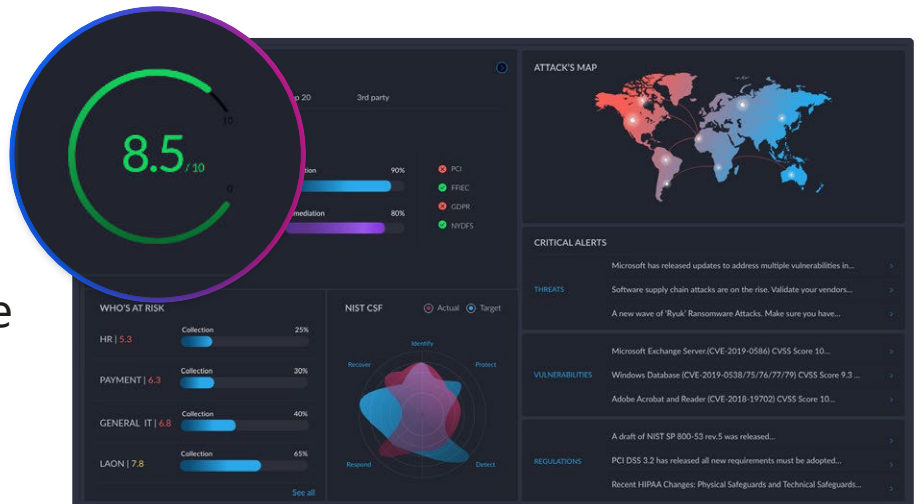 8.5/10
10
0
op 20
3rd party
tion
90%
mediation
80%
PCI
FFIEC
GDPR
NYDFS
e
WHO'S AT RISK
HR | 5.3
Collection
25%
PAYMENT | 6.3
Collection
30%
GENERAL IT | 6.8
Collection
40%
LAON | 7.8
Collection
65%
See all
NIST CSF
Actual
Target
Identify
Recover
Protect
Respond
Detect
ATTACK'S MAP
CRITICAL ALERTS
THREATS
Microsoft has released updates to address multiple vulnerabilities in...
Software supply chain attacks are on the rise. Validate your vendors...
A new wave of 'Ryuk' Ransomware Attacks. Make sure you have...
VULNERABILITIES
Microsoft Exchange Server.(CVE-2019-0586) CVSS Score 10...
Windows Database (CVE-2019-0538/75/76/77/79) CVSS Score 9.3 ...
Adobe Acrobat and Reader (CVE-2018-19702) CVSS Score 10...
REGULATIONS
A draft of NIST SP 800-53 rev.5 was released...
PCI DSS 3.2 has released all new requirements must be adopted...
Recent HIPAA Changes: Physical Safeguards and Technical Safeguards...